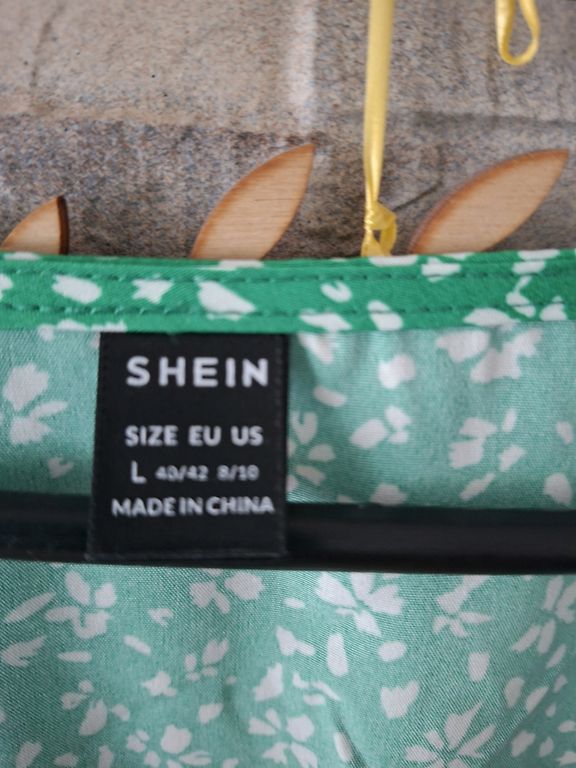 SHEIN
SIZE EU US
L 40/42 8/10
MADE IN CHINA